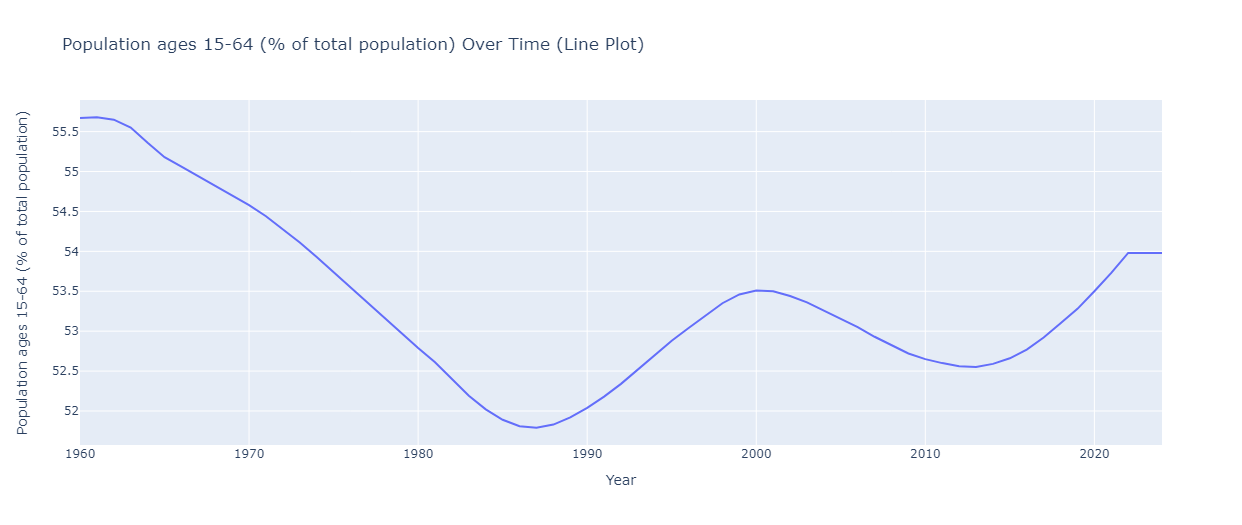 Population ages 15-64 (% of total population) Over Time (Line Plot)
Population ages 15-64 (% of total population)
55.5
55
54.5
54
53.5
53
52.5
52
1960 1970 1980 1990 2000 2010 2020
Year